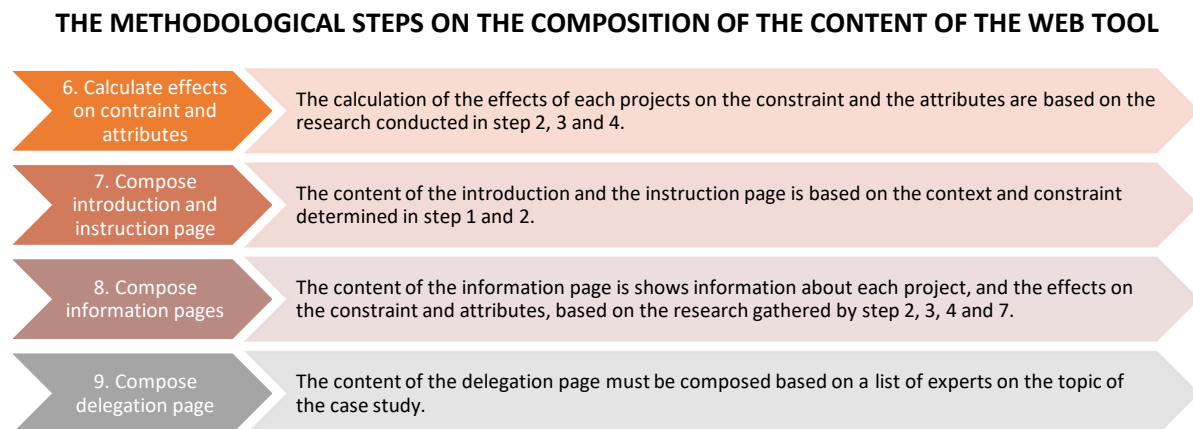 THE METHODOLOGICAL STEPS ON THE COMPOSITION OF THE CONTENT OF THE WEB TOOL
6. Calculate effects
on contraint and
attributes
The calculation of the effects of each projects on the constraint and the attributes are based on the
research conducted in step 2, 3 and 4.
7. Compose
introduction and
instruction page
The content of the introduction and the instruction page is based on the context and constraint
determined in step 1 and 2.
8. Compose
information pages
The content of the information page is shows information about each project, and the effects on
the constraint and attributes, based on the research gathered by step 2, 3, 4 and 7.
9. Compose
delegation page
The content of the delegation page must be composed based on a list of experts on the topic of
the case study.